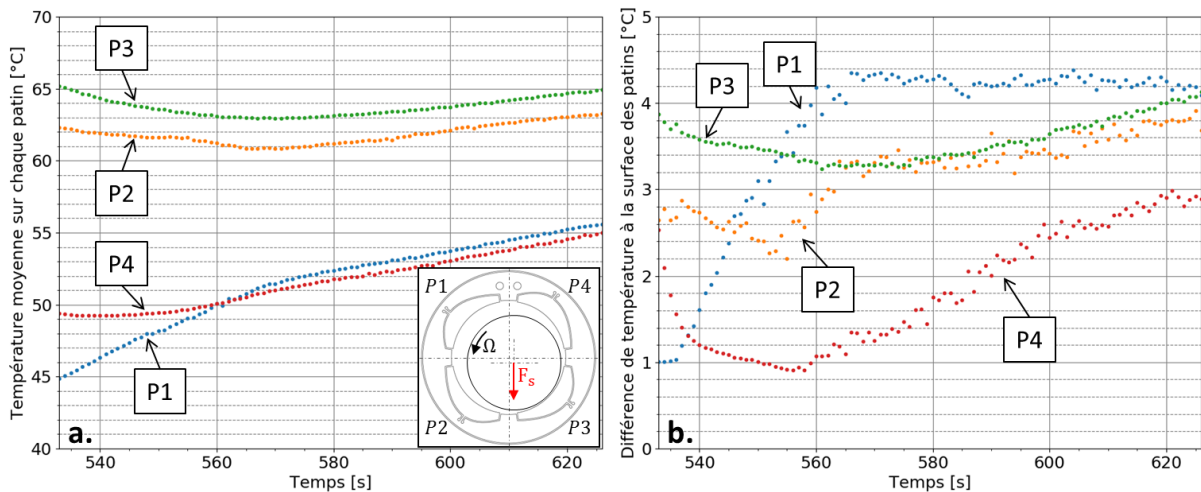 Température moyenne sur chaque patin [°C]
70
65
60
55
50
45
40
P3
P2
P4
P1
P1
P4
Ω
Fs
P2
P3
a.
540
560
580
600
620
Temps [s]
Différence de température à la surface des patins [°C]
5
4
3
2
1
0
P3
P1
P2
P4
b.
540
560
580
600
620
Temps [s]